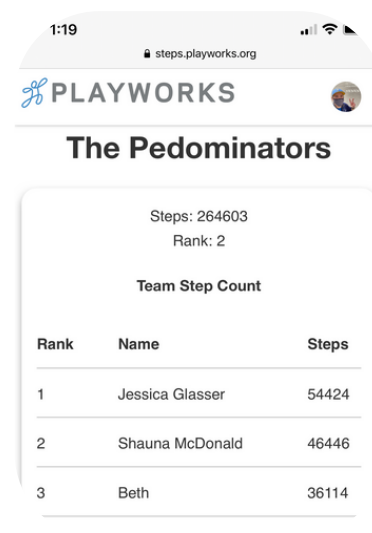 1:19
steps.playworks.org
PLAYWORKS
The Pedominators
Steps: 264603
Rank: 2
Team Step Count
Rank Name Steps
1 Jessica Glasser 54424
2 Shauna McDonald 46446
3 Beth 36114